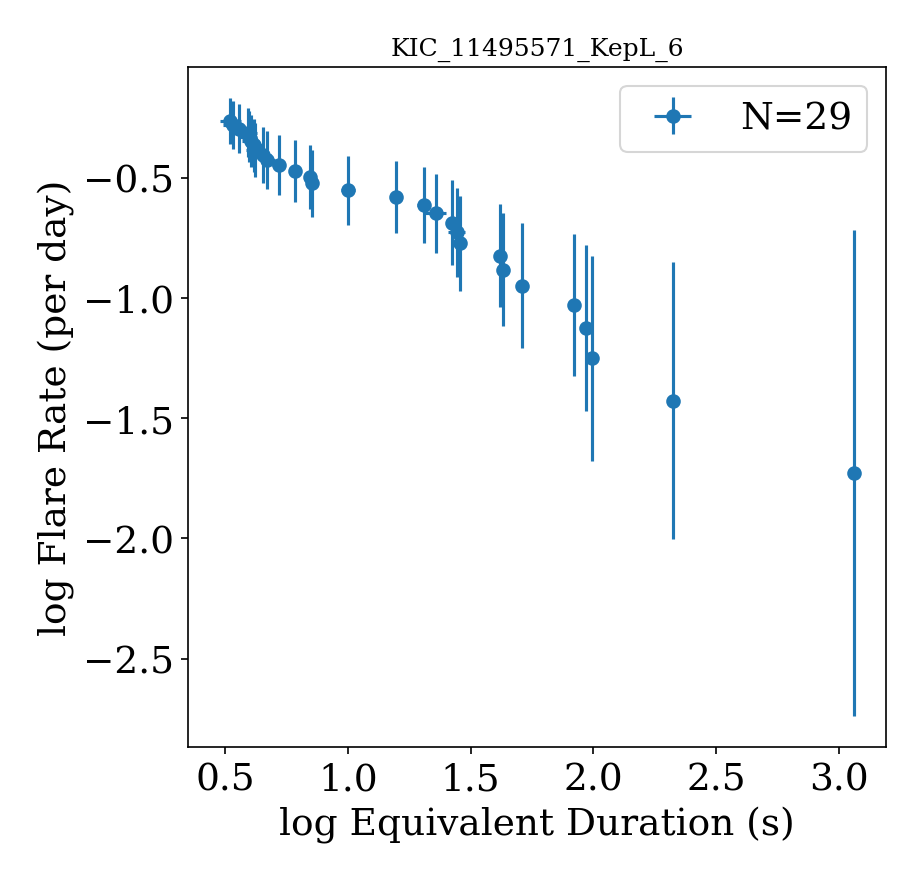 KIC_11495571_KepL_6
N=29
log Flare Rate (per day)
−0.5
−1.0
−1.5
−2.0
−2.5
0.5 1.0 1.5 2.0 2.5 3.0
log Equivalent Duration (s)